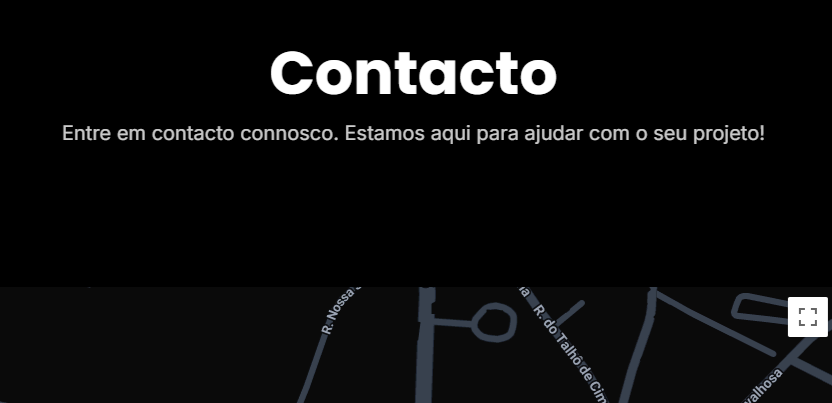 Contacto
Entre em contacto connosco. Estamos aqui para ajudar com o seu projeto!
R. Nossa
R. do Talhô de Cim
valhosa